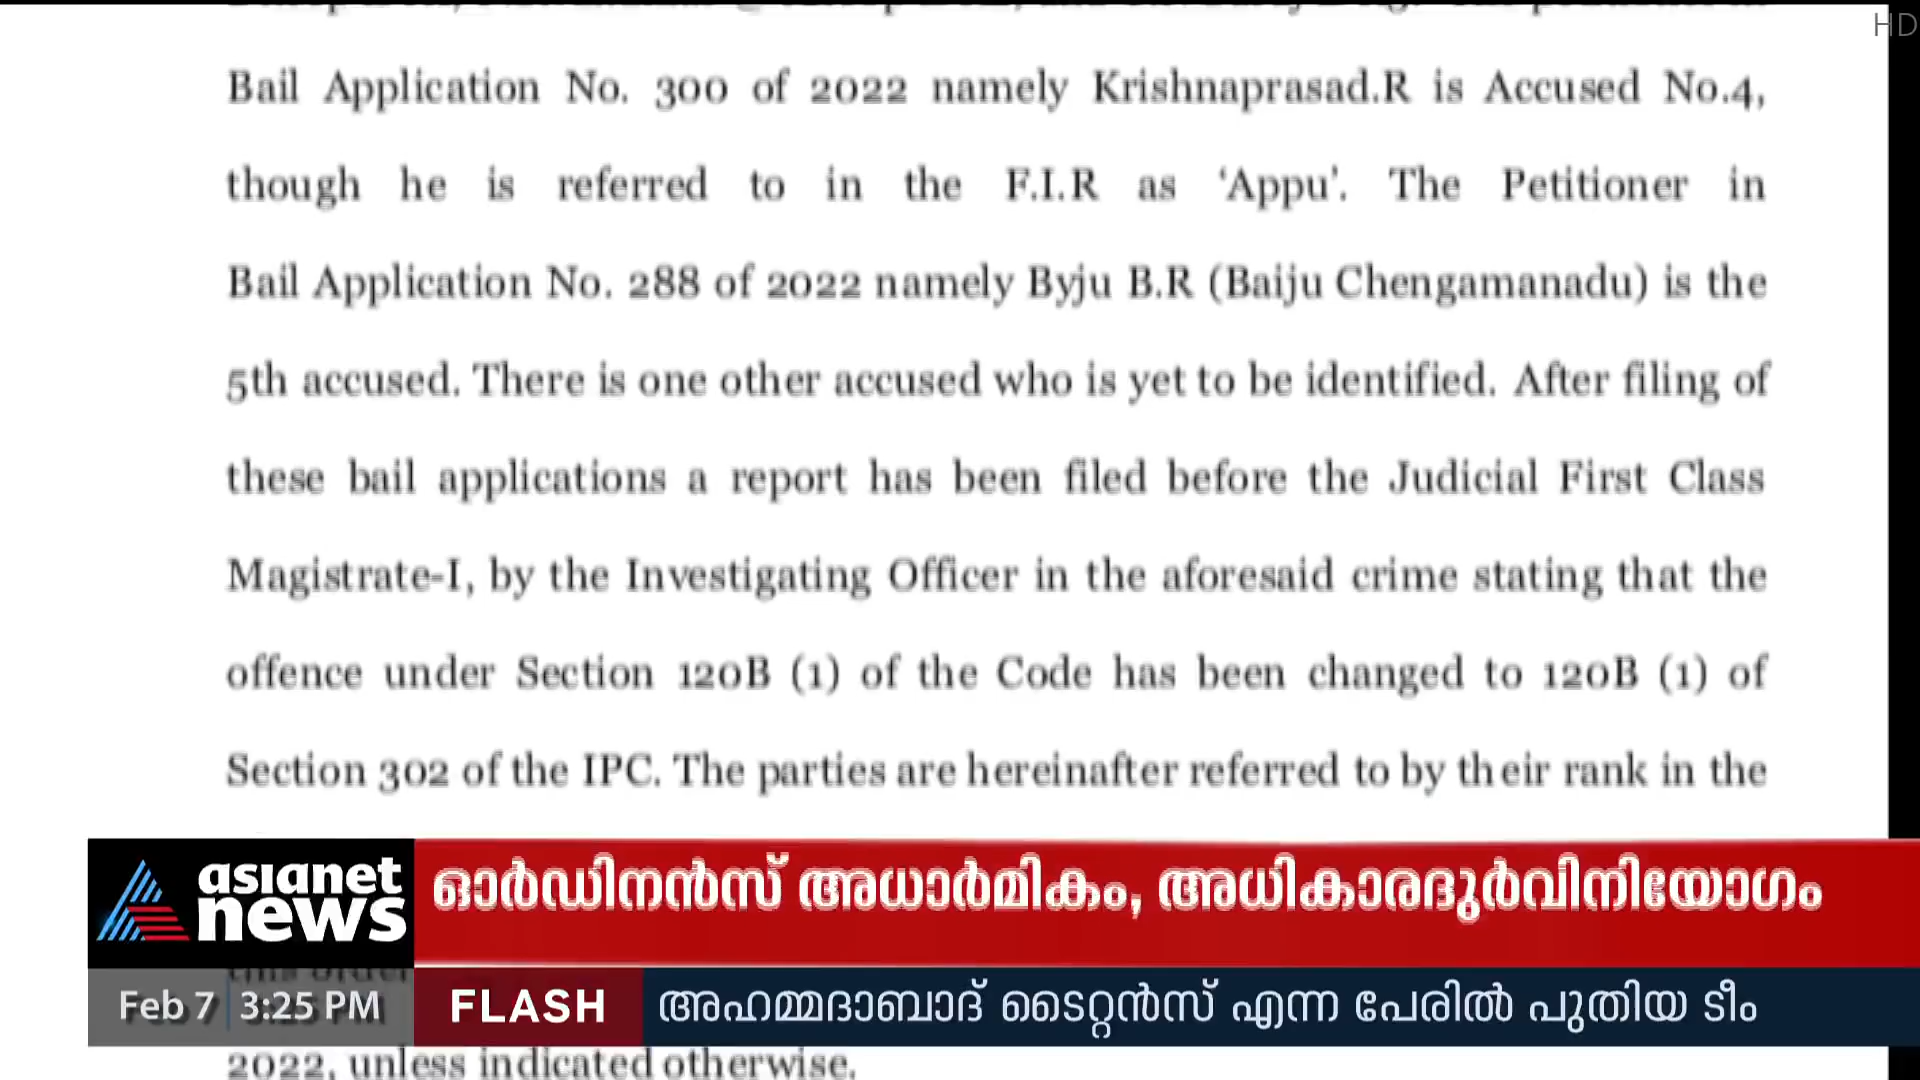 HD
Bail Application No. 300 of 2022 namely Krishnaprasad.R is Accused No.4,
though he is referred to in the F.I.R as ‘Appu’. The Petitioner in
Bail Application No. 288 of 2022 namely Byju B.R (Baiju Chengamanadu) is the
5th accused. There is one other accused who is yet to be identified. After filing of
these bail applications a report has been filed before the Judicial First Class
Magistrate-I, by the Investigating Officer in the aforesaid crime stating that the
offence under Section 120B (1) of the Code has been changed to 120B (1) of
Section 302 of the IPC. The parties are hereinafter referred to by their rank in the
asianet news
ഓർഡിനൻസ് അധാർമികം, അധികാരദുർവിനിയോഗം
this order
Feb 7 3:25 PM
FLASH
അഹമ്മദാബാദ് ടൈറ്റൻസ് എന്ന പേരിൽ പുതിയ ടീം
2022, unless indicated otherwise.